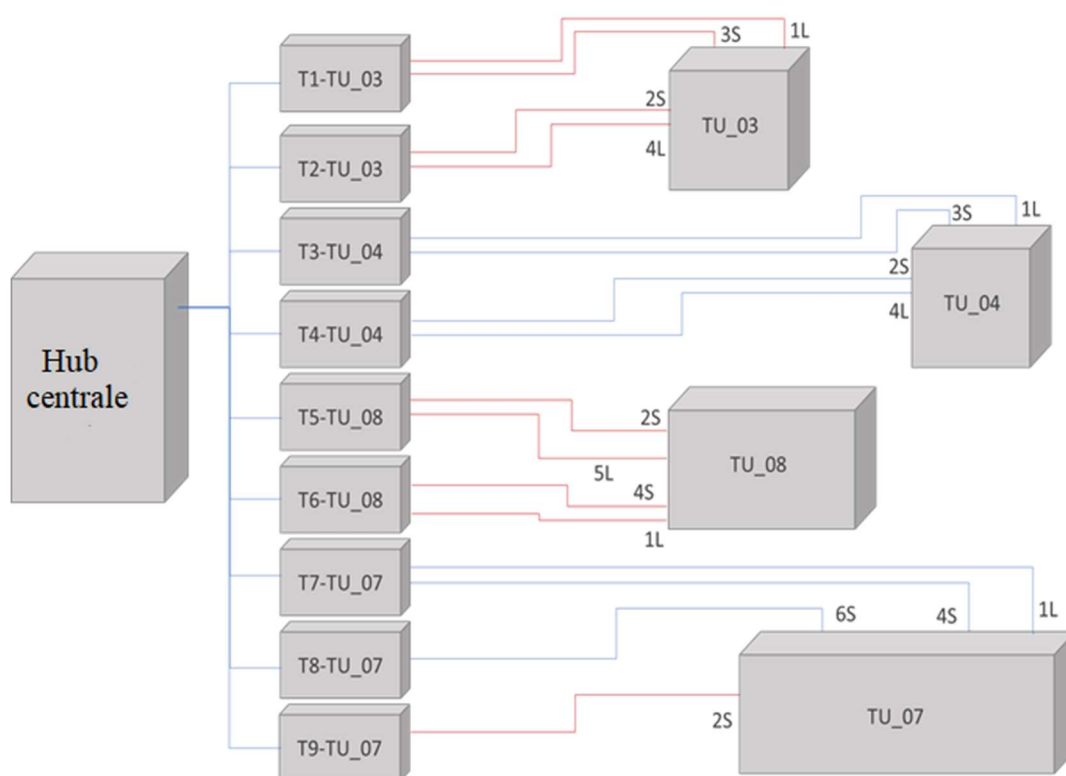 T1-TU_03
3S
1L
2S
4L
TU_03
T2-TU_03
T3-TU_04
3S
1L
2S
4L
TU_04
T4-TU_04
Hub
centrale
T5-TU_08
2S
5L
TU_08
T6-TU_08
4S
1L
T7-TU_07
6S
4S
1L
T8-TU_07
TU_07
T9-TU_07
2S